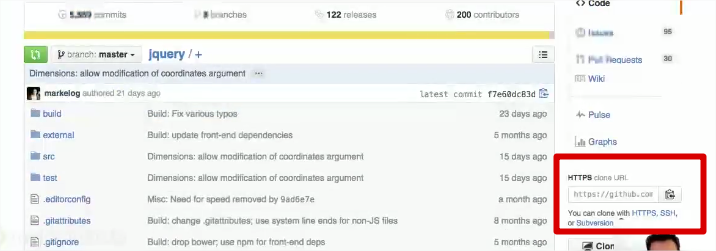 commits
branches
122 releases
200 contributors
branch: master
jquery / +
Dimensions: allow modification of coordinates argument
markelog authored 21 days ago
latest commit f7e60dc83d
build
Build: Fix various typos
23 days ago
external
Build: update front-end dependencies
5 months ago
src
Dimensions: allow modification of coordinates argument
15 days ago
test
Dimensions: allow modification of coordinates argument
15 days ago
.editorconfig
Misc: Need for speed removed by 9ad6e7e
a month ago
.gitattributes
Build: change .gitattributes; use system line ends for non-JS files
8 months ago
.gitignore
Build: drop bower; use npm for front-end deps
5 months ago
Code
Issues
95
Pull Requests
30
Wiki
Pulse
Graphs
HTTPS clone URL
https://github.com
You can clone with HTTPS, SSH,
or Subversion
Clon